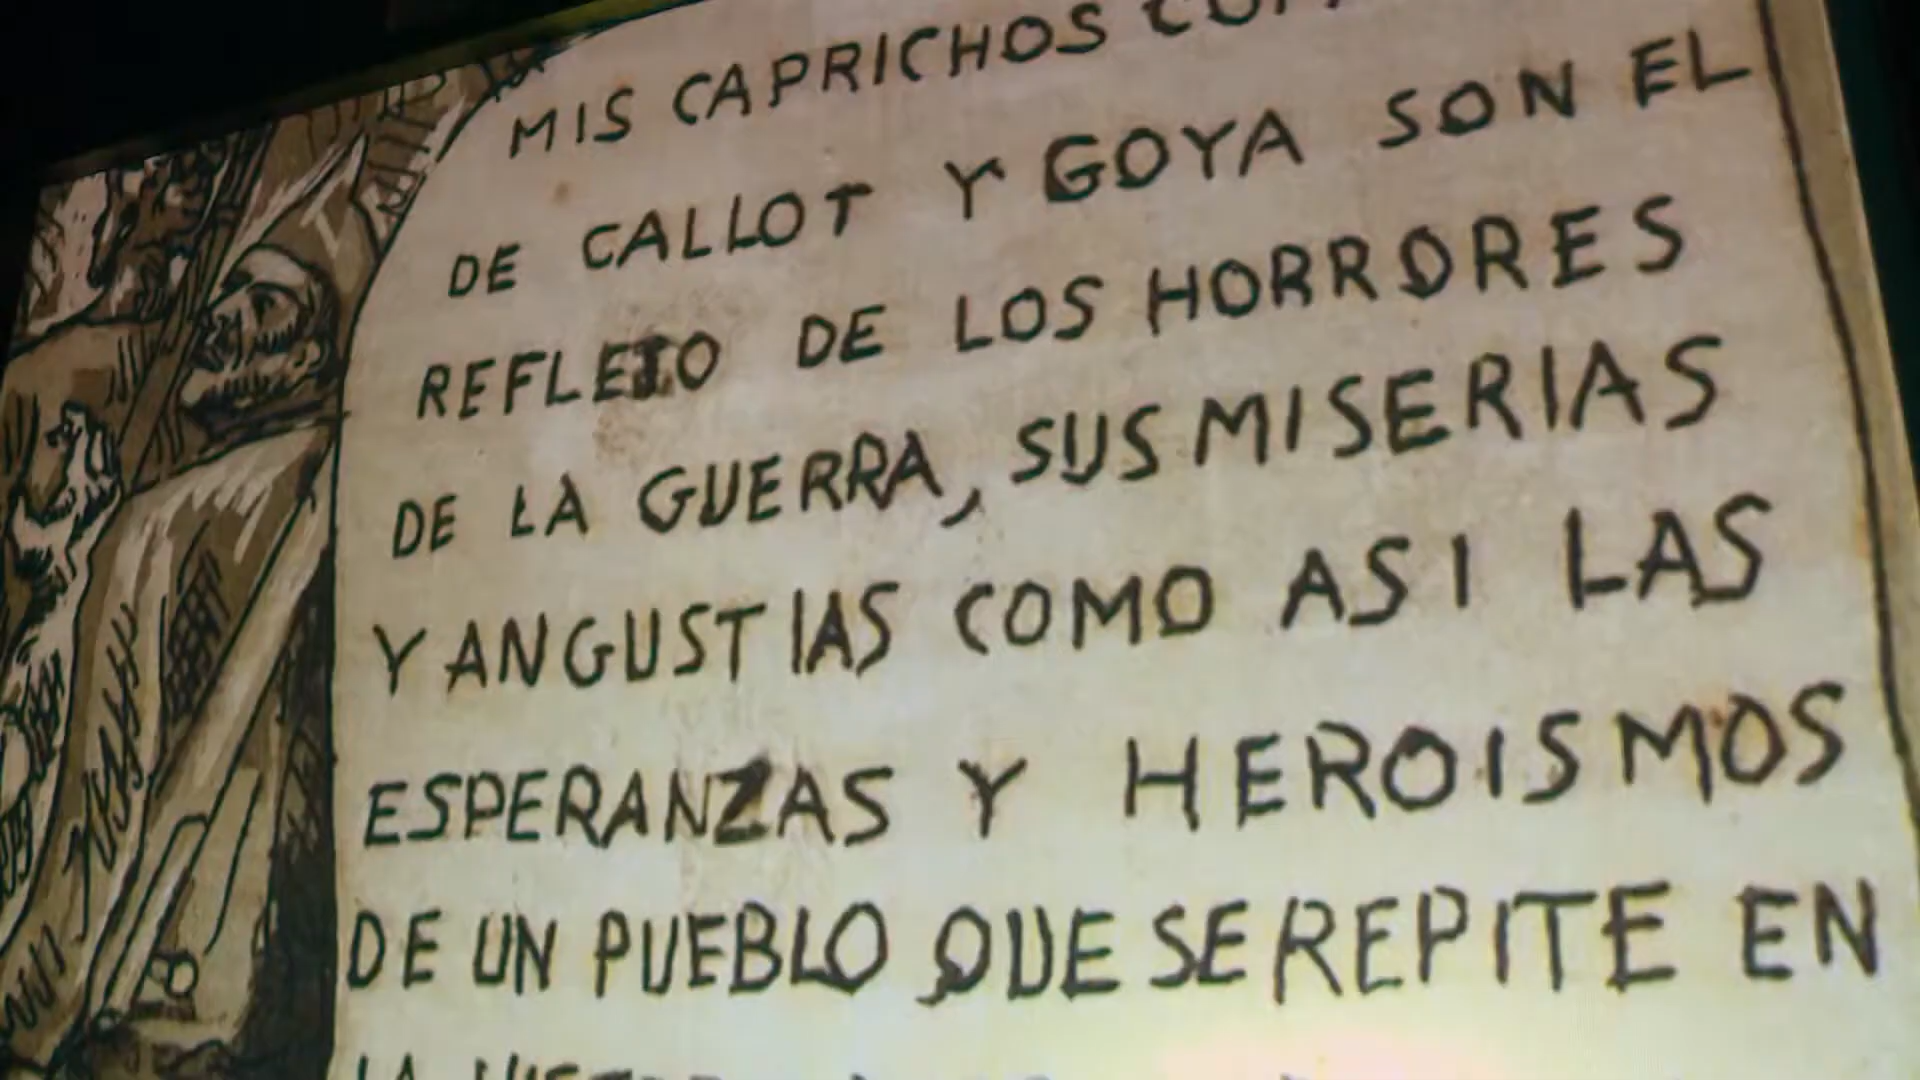 MIS CAPRICHOS
DE CALLOT Y GOYA SON EL
REFLEJO DE LOS HORRORES
DE LA GUERRA, SUS MISERIAS
Y ANGUSTIAS COMO ASI LAS
ESPERANZAS Y HEROISMOS
DE UN PUEBLO QUE SE REPITE EN
LA